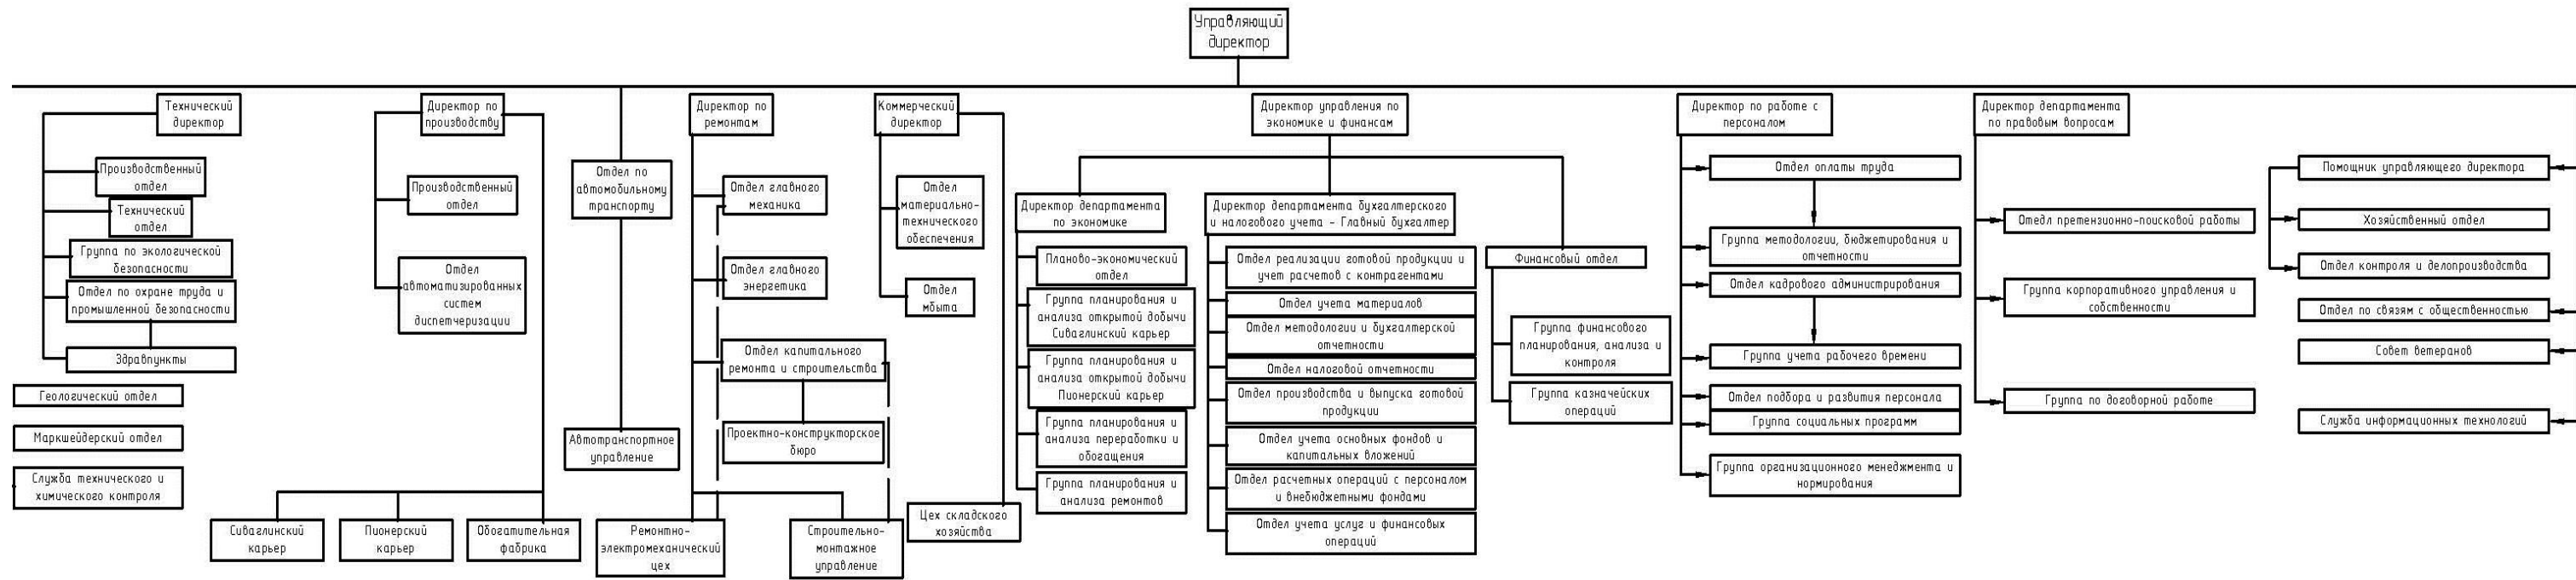 Управляющий
директор
Технический
директор
Производственный
отдел
Технический
отдел
Группа по экологической
безопасности
Отдел по охране труда и
промышленной безопасности
Здравпункты
Геологический отдел
Маркшейдерский отдел
Служба технического и
химического контроля
Директор по
производству
Производственный
отдел
Отдел
автоматизированных
систем
диспетчеризации
Сиваглинский
карьер
Пионерский
карьер
Обогатительная
фабрика
Отдел по
автомобильному
транспорту
Автотранспортное
управление
Директор по
ремонтам
Отдел главного
механика
Отдел главного
энергетика
Отдел капитального
ремонта и строительства
Проектно-конструкторское
бюро
Ремонтно-
электромеханический
цех
Строительно-
монтажное
управление
Коммерческий
директор
Отдел
материально-
технического
обеспечения
Отдел
мбыта
Цех складского
хозяйства
Директор управления по
экономике и финансам
Директор департамента
по экономике
Планово-экономический
отдел
Группа планирования и
анализа открытой добычи
Сиваглинский карьер
Группа планирования и
анализа открытой добычи
Пионерский карьер
Группа планирования и
анализа переработки и
обогащения
Группа планирования и
анализа ремонтов
Директор департамента бухгалтерского
и налогового учета - Главный бухгалтер
Отдел реализации готовой продукции и
учет расчетов с контрагентами
Отдел учета материалов
Отдел методологии и бухгалтерской
отчетности
Отдел налоговой отчетности
Отдел производства и выпуска готовой
продукции
Отдел учета основных фондов и
капитальных вложений
Отдел расчетных операций с персоналом
и внебюджетными фондами
Отдел учета услуг и финансовых
операций
Финансовый отдел
Группа финансового
планирования, анализа и
контроля
Группа казначейских
операций
Директор по работе с
персоналом
Отдел оплаты труда
Группа методологии, бюджетирования и
отчетности
Отдел кадрового администрирования
Группа учета рабочего времени
Отдел подбора и развития персонала
Группа социальных программ
Группа организационного менеджмента и
нормирования
Директор департамента
по правовым вопросам
Отедл претензионно-поисковой работы
Группа корпоративного управления и
собственности
Группа по договорной работе
Помощник управляющего директора
Хозяйственный отдел
Отдел контроля и делопроизводства
Отдел по связям с общественностью
Совет ветеранов
Служба информационных технологий